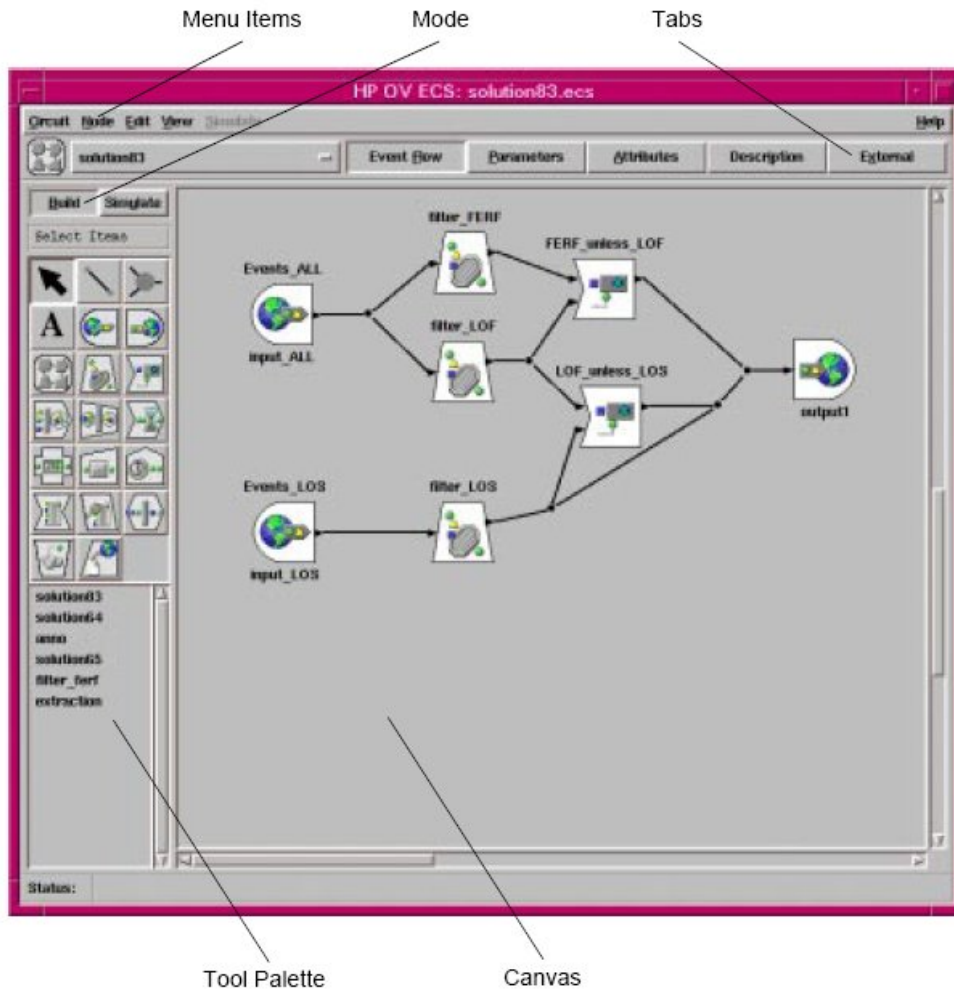 Menu Items Mode Tabs
HP OV ECS: solution83.ecs
Circuit Node Edit View Simulate Help
solution83 Event Flow Parameters Attributes Description External
Build Simulate
Select Items
A
filter_FERF
FERF_unless_LOF
Events_ALL
filter_LOF
input_ALL
LOF_unless_LOS
output1
Events_LOS filter_LOS
input_LOS
solution83
solution64
anno
solution65
filter_ferf
extraction
Status:
Tool Palette Canvas